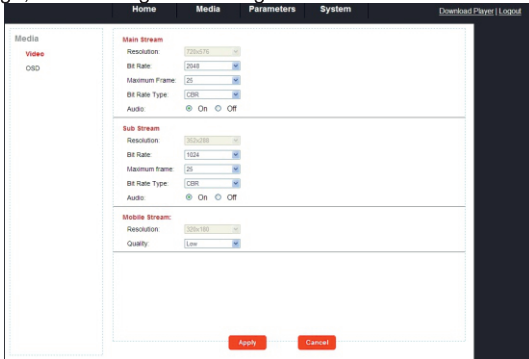 Home Media Parameters System Download Player | Logout
Media
Video
OSD
Main Stream
Resolution: 720x576
Bit Rate: 2048
Maximum Frame: 25
Bit Rate Type: CBR
Audio: On Off
Sub Stream
Resolution: 352x288
Bit Rate: 1024
Maximum frame: 25
Bit Rate Type: CBR
Audio: On Off
Mobile Stream:
Resolution: 320x180
Quality: Low
Apply Cancel